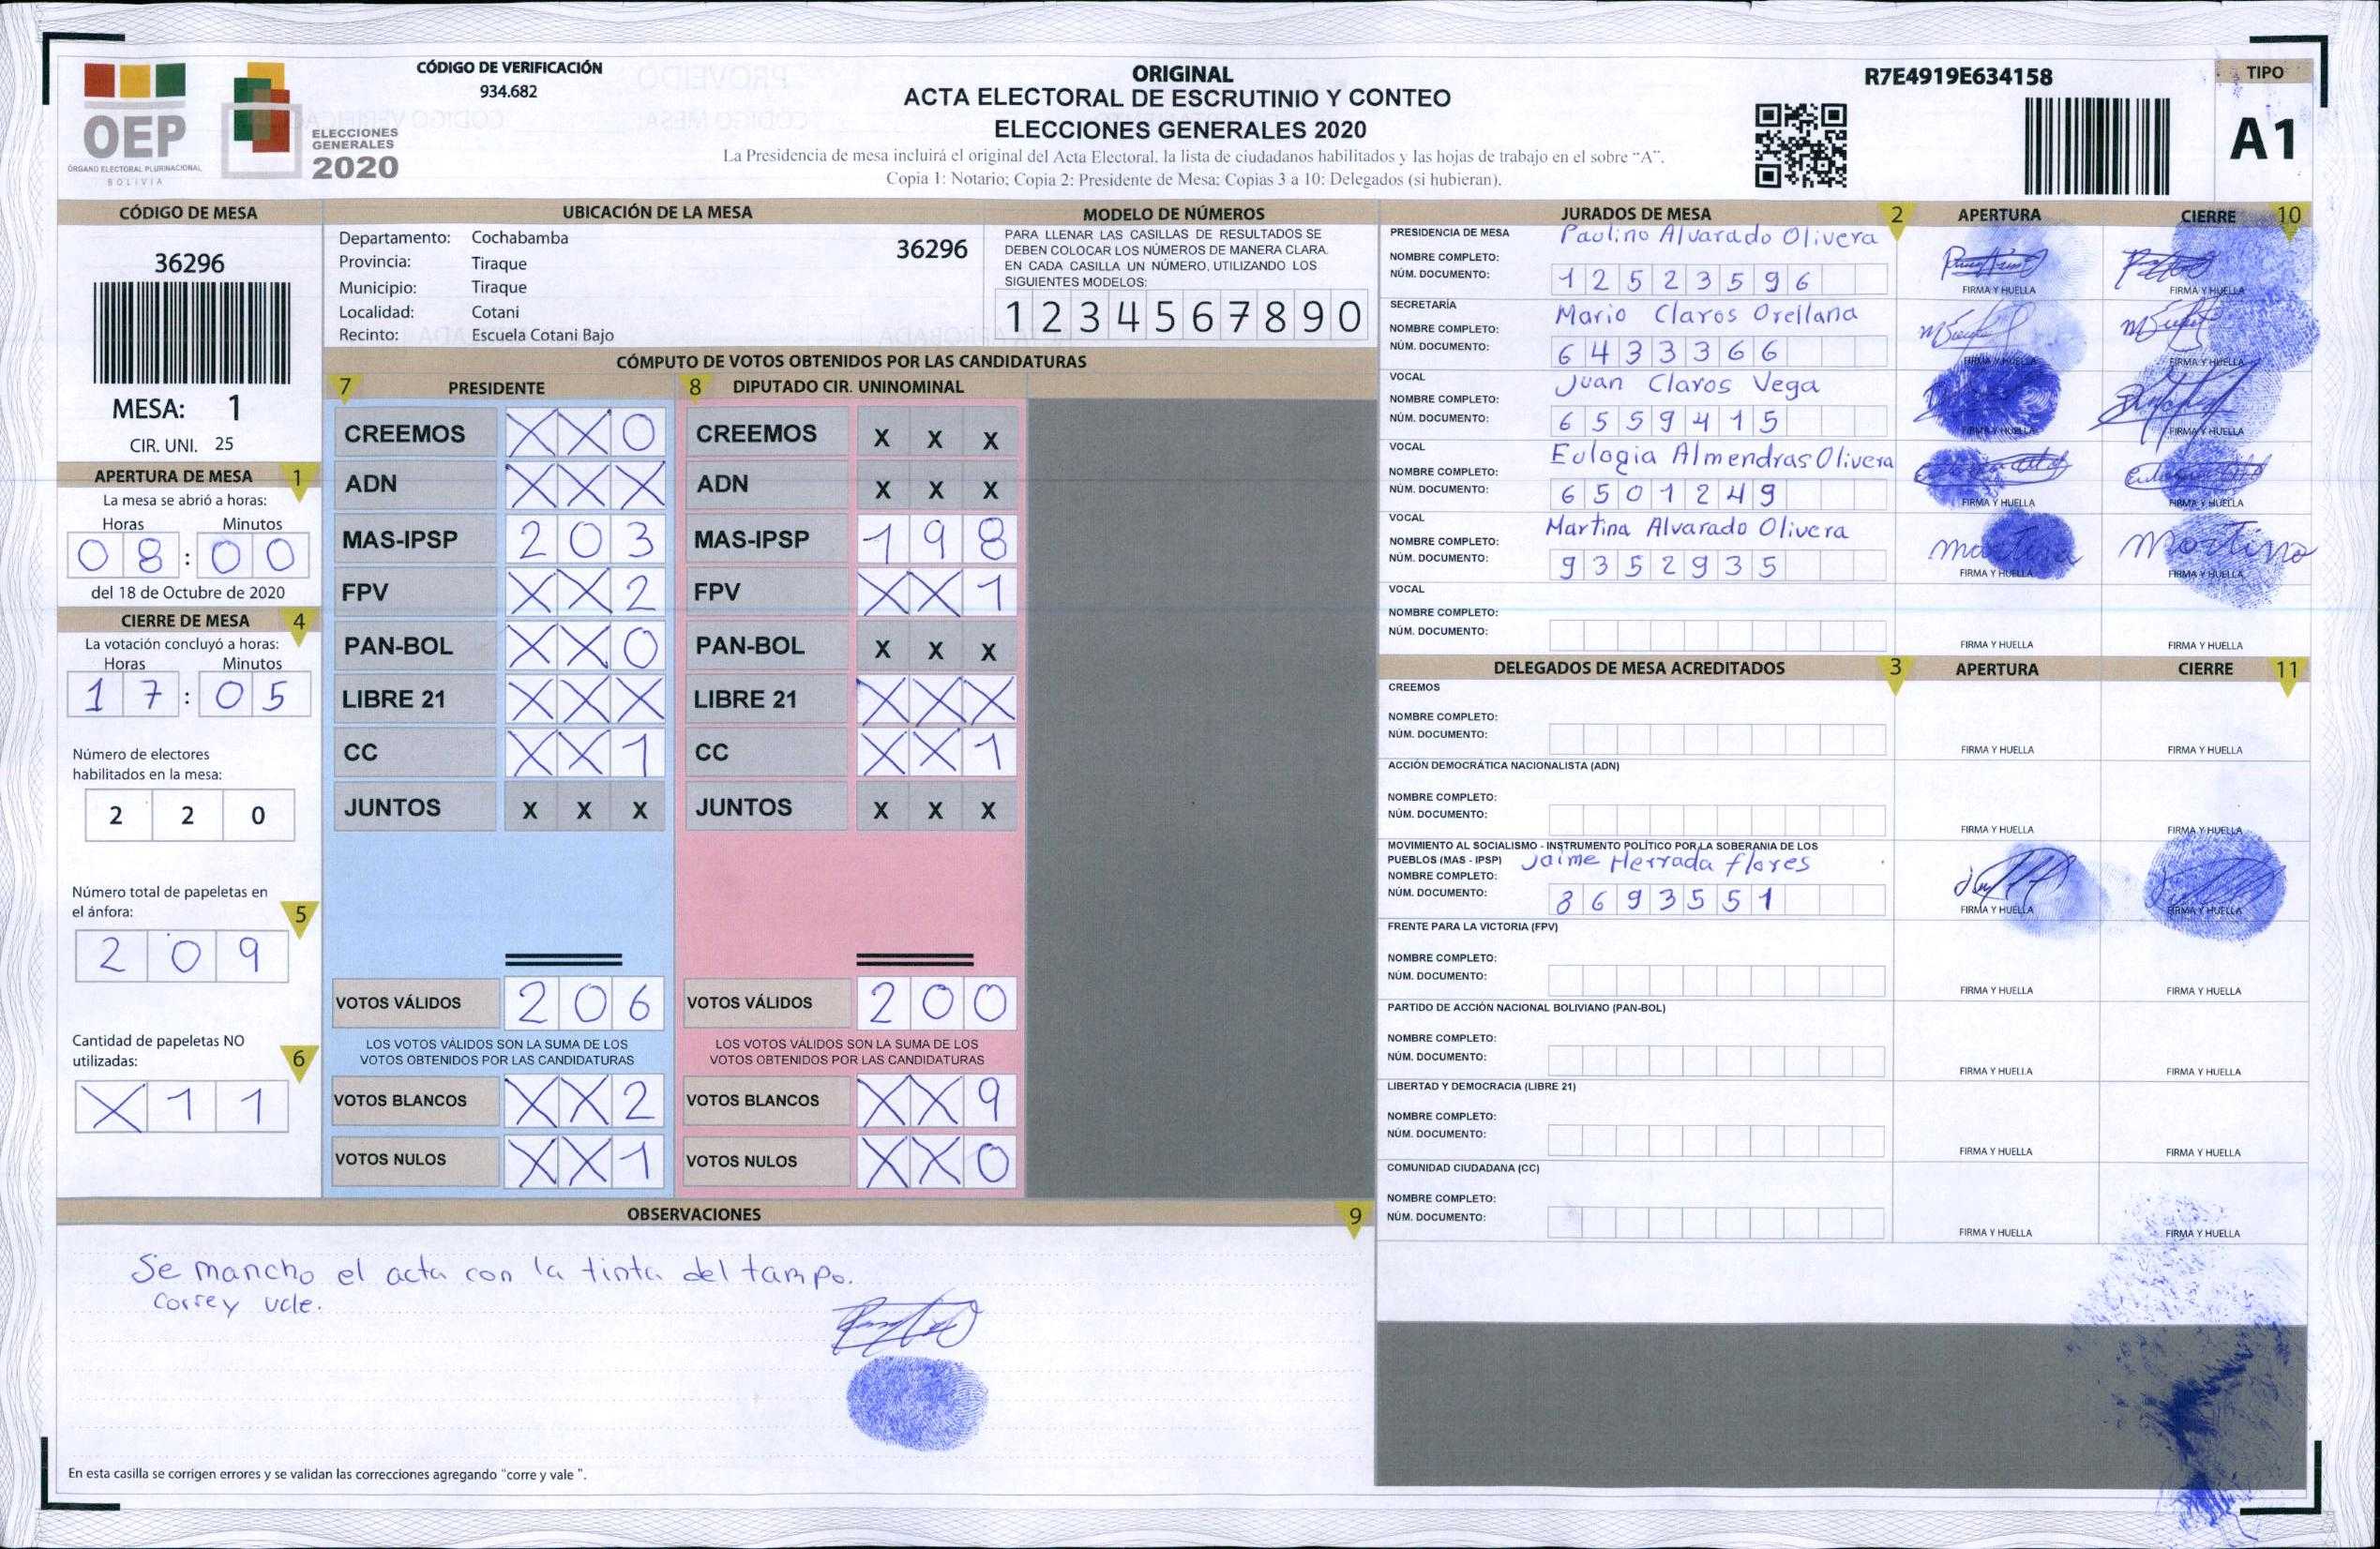 CÓDIGO DE VERIFICACIÓN
934.682
OEP
ÓRGANO ELECTORAL PLURINACIONAL
BOLIVIA
ELECCIONES
GENERALES
2020
ORIGINAL
ACTA ELECTORAL DE ESCRUTINIO Y CONTEO
ELECCIONES GENERALES 2020
La Presidencia de mesa incluirá el original del Acta Electoral, la lista de ciudadanos habilitados y las hojas de trabajo en el sobre “A”.
Copia 1: Notario; Copia 2: Presidente de Mesa; Copias 3 a 10: Delegados (si hubieran).
R7E4919E634158
TIPO
A1
CÓDIGO DE MESA
36296
MESA: 1
CIR. UNI. 25
APERTURA DE MESA 1
La mesa se abrió a horas:
Horas Minutos
08:00
del 18 de Octubre de 2020
CIERRE DE MESA 4
La votación concluyó a horas:
Horas Minutos
17:05
Número de electores
habilitados en la mesa:
2 2 0
Número total de papeletas en
el ánfora: 5
2 0 9
Cantidad de papeletas NO
utilizadas: 6
X 1 1
UBICACIÓN DE LA MESA
Departamento: Cochabamba 36296
Provincia: Tiraque
Municipio: Tiraque
Localidad: Cotani
Recinto: Escuela Cotani Bajo
MODELO DE NÚMEROS
PARA LLENAR LAS CASILLAS DE RESULTADOS SE
DEBEN COLOCAR LOS NÚMEROS DE MANERA CLARA.
EN CADA CASILLA UN NÚMERO, UTILIZANDO LOS
SIGUIENTES MODELOS:
1 2 3 4 5 6 7 8 9 0
CÓMPUTO DE VOTOS OBTENIDOS POR LAS CANDIDATURAS
7 PRESIDENTE 8 DIPUTADO CIR. UNINOMINAL
CREEMOS X X 0 CREEMOS X X X
ADN X X X ADN X X X
MAS-IPSP 2 0 3 MAS-IPSP 1 9 8
FPV X X 2 FPV X X 1
PAN-BOL X X 0 PAN-BOL X X X
LIBRE 21 X X X LIBRE 21 X X X
CC X X 1 CC X X 1
JUNTOS X X X JUNTOS X X X
VOTOS VÁLIDOS 2 0 6 VOTOS VÁLIDOS 2 0 0
LOS VOTOS VÁLIDOS SON LA SUMA DE LOS LOS VOTOS VÁLIDOS SON LA SUMA DE LOS
VOTOS OBTENIDOS POR LAS CANDIDATURAS VOTOS OBTENIDOS POR LAS CANDIDATURAS
VOTOS BLANCOS X X 2 VOTOS BLANCOS X X 9
VOTOS NULOS X X 1 VOTOS NULOS X X 0
OBSERVACIONES 9
Se mancho el acta con la tinta del tampo.
Corre y vale.
En esta casilla se corrigen errores y se validan las correcciones agregando "corre y vale ".
JURADOS DE MESA 2 APERTURA CIERRE 10
PRESIDENCIA DE MESA Paulino Alvarado Olivera
NOMBRE COMPLETO:
NÚM. DOCUMENTO: 1 2 5 2 3 5 9 6
FIRMA Y HUELLA FIRMA Y HUELLA
SECRETARÍA Mario Claros Orellana
NOMBRE COMPLETO:
NÚM. DOCUMENTO: 6 4 3 3 3 6 6
FIRMA Y HUELLA FIRMA Y HUELLA
VOCAL Juan Claros Vega
NOMBRE COMPLETO:
NÚM. DOCUMENTO: 6 5 5 9 4 1 5
FIRMA Y HUELLA FIRMA Y HUELLA
VOCAL Eulogia Almendras Olivera
NOMBRE COMPLETO:
NÚM. DOCUMENTO: 6 5 0 1 2 4 9
FIRMA Y HUELLA FIRMA Y HUELLA
VOCAL Martina Alvarado Olivera
NOMBRE COMPLETO:
NÚM. DOCUMENTO: 9 3 5 2 9 3 5
martina
FIRMA Y HUELLA FIRMA Y HUELLA
VOCAL
NOMBRE COMPLETO:
NÚM. DOCUMENTO:
FIRMA Y HUELLA FIRMA Y HUELLA
DELEGADOS DE MESA ACREDITADOS 3 APERTURA CIERRE 11
CREEMOS
NOMBRE COMPLETO:
NÚM. DOCUMENTO:
FIRMA Y HUELLA FIRMA Y HUELLA
ACCIÓN DEMOCRÁTICA NACIONALISTA (ADN)
NOMBRE COMPLETO:
NÚM. DOCUMENTO:
FIRMA Y HUELLA FIRMA Y HUELLA
MOVIMIENTO AL SOCIALISMO - INSTRUMENTO POLÍTICO POR LA SOBERANIA DE LOS
PUEBLOS (MAS - IPSP) Jaime Herrada flores
NOMBRE COMPLETO:
NÚM. DOCUMENTO: 8 6 9 3 5 5 1
FIRMA Y HUELLA FIRMA Y HUELLA
FRENTE PARA LA VICTORIA (FPV)
NOMBRE COMPLETO:
NÚM. DOCUMENTO:
FIRMA Y HUELLA FIRMA Y HUELLA
PARTIDO DE ACCIÓN NACIONAL BOLIVIANO (PAN-BOL)
NOMBRE COMPLETO:
NÚM. DOCUMENTO:
FIRMA Y HUELLA FIRMA Y HUELLA
LIBERTAD Y DEMOCRACIA (LIBRE 21)
NOMBRE COMPLETO:
NÚM. DOCUMENTO:
FIRMA Y HUELLA FIRMA Y HUELLA
COMUNIDAD CIUDADANA (CC)
NOMBRE COMPLETO:
NÚM. DOCUMENTO:
FIRMA Y HUELLA FIRMA Y HUELLA